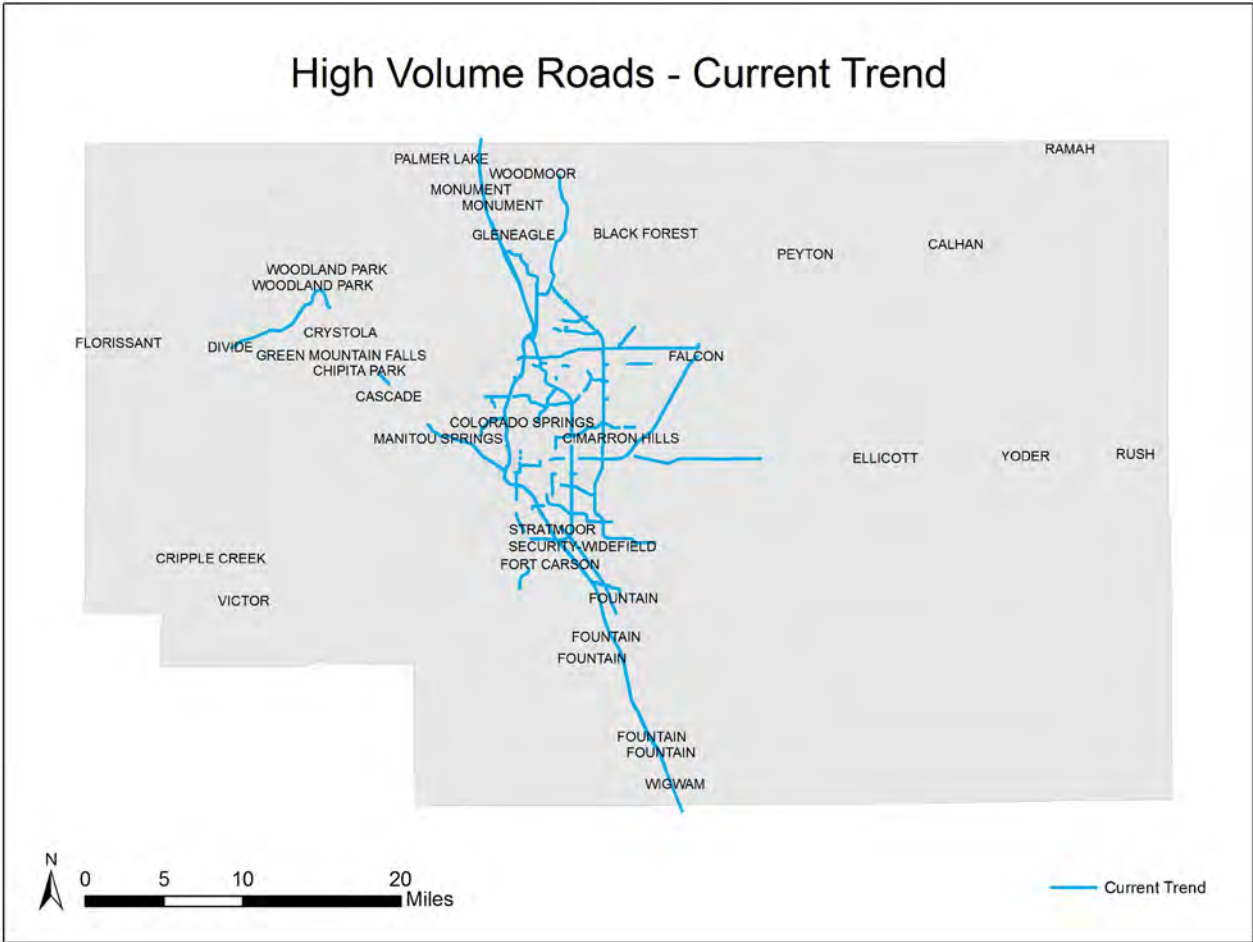 High Volume Roads - Current Trend
RAMAH
PALMER LAKE
WOODMOOR
MONUMENT
MONUMENT
GLENEAGLE
BLACK FOREST
CALHAN
PEYTON
WOODLAND PARK
WOODLAND PARK
CRYSTOLA
FLORISSANT
DIVIDE
GREEN MOUNTAIN FALLS
FALCON
CHIPITA PARK
CASCADE
COLORADO SPRINGS
MANITOU SPRINGS
CIMARRON HILLS
ELLICOTT
YODER
RUSH
STRATMOOR
SECURITY-WIDEFIELD
CRIPPLE CREEK
FORT CARSON
VICTOR
FOUNTAIN
FOUNTAIN
FOUNTAIN
FOUNTAIN
FOUNTAIN
WIGWAM
N
0 5 10 20
Miles
Current Trend